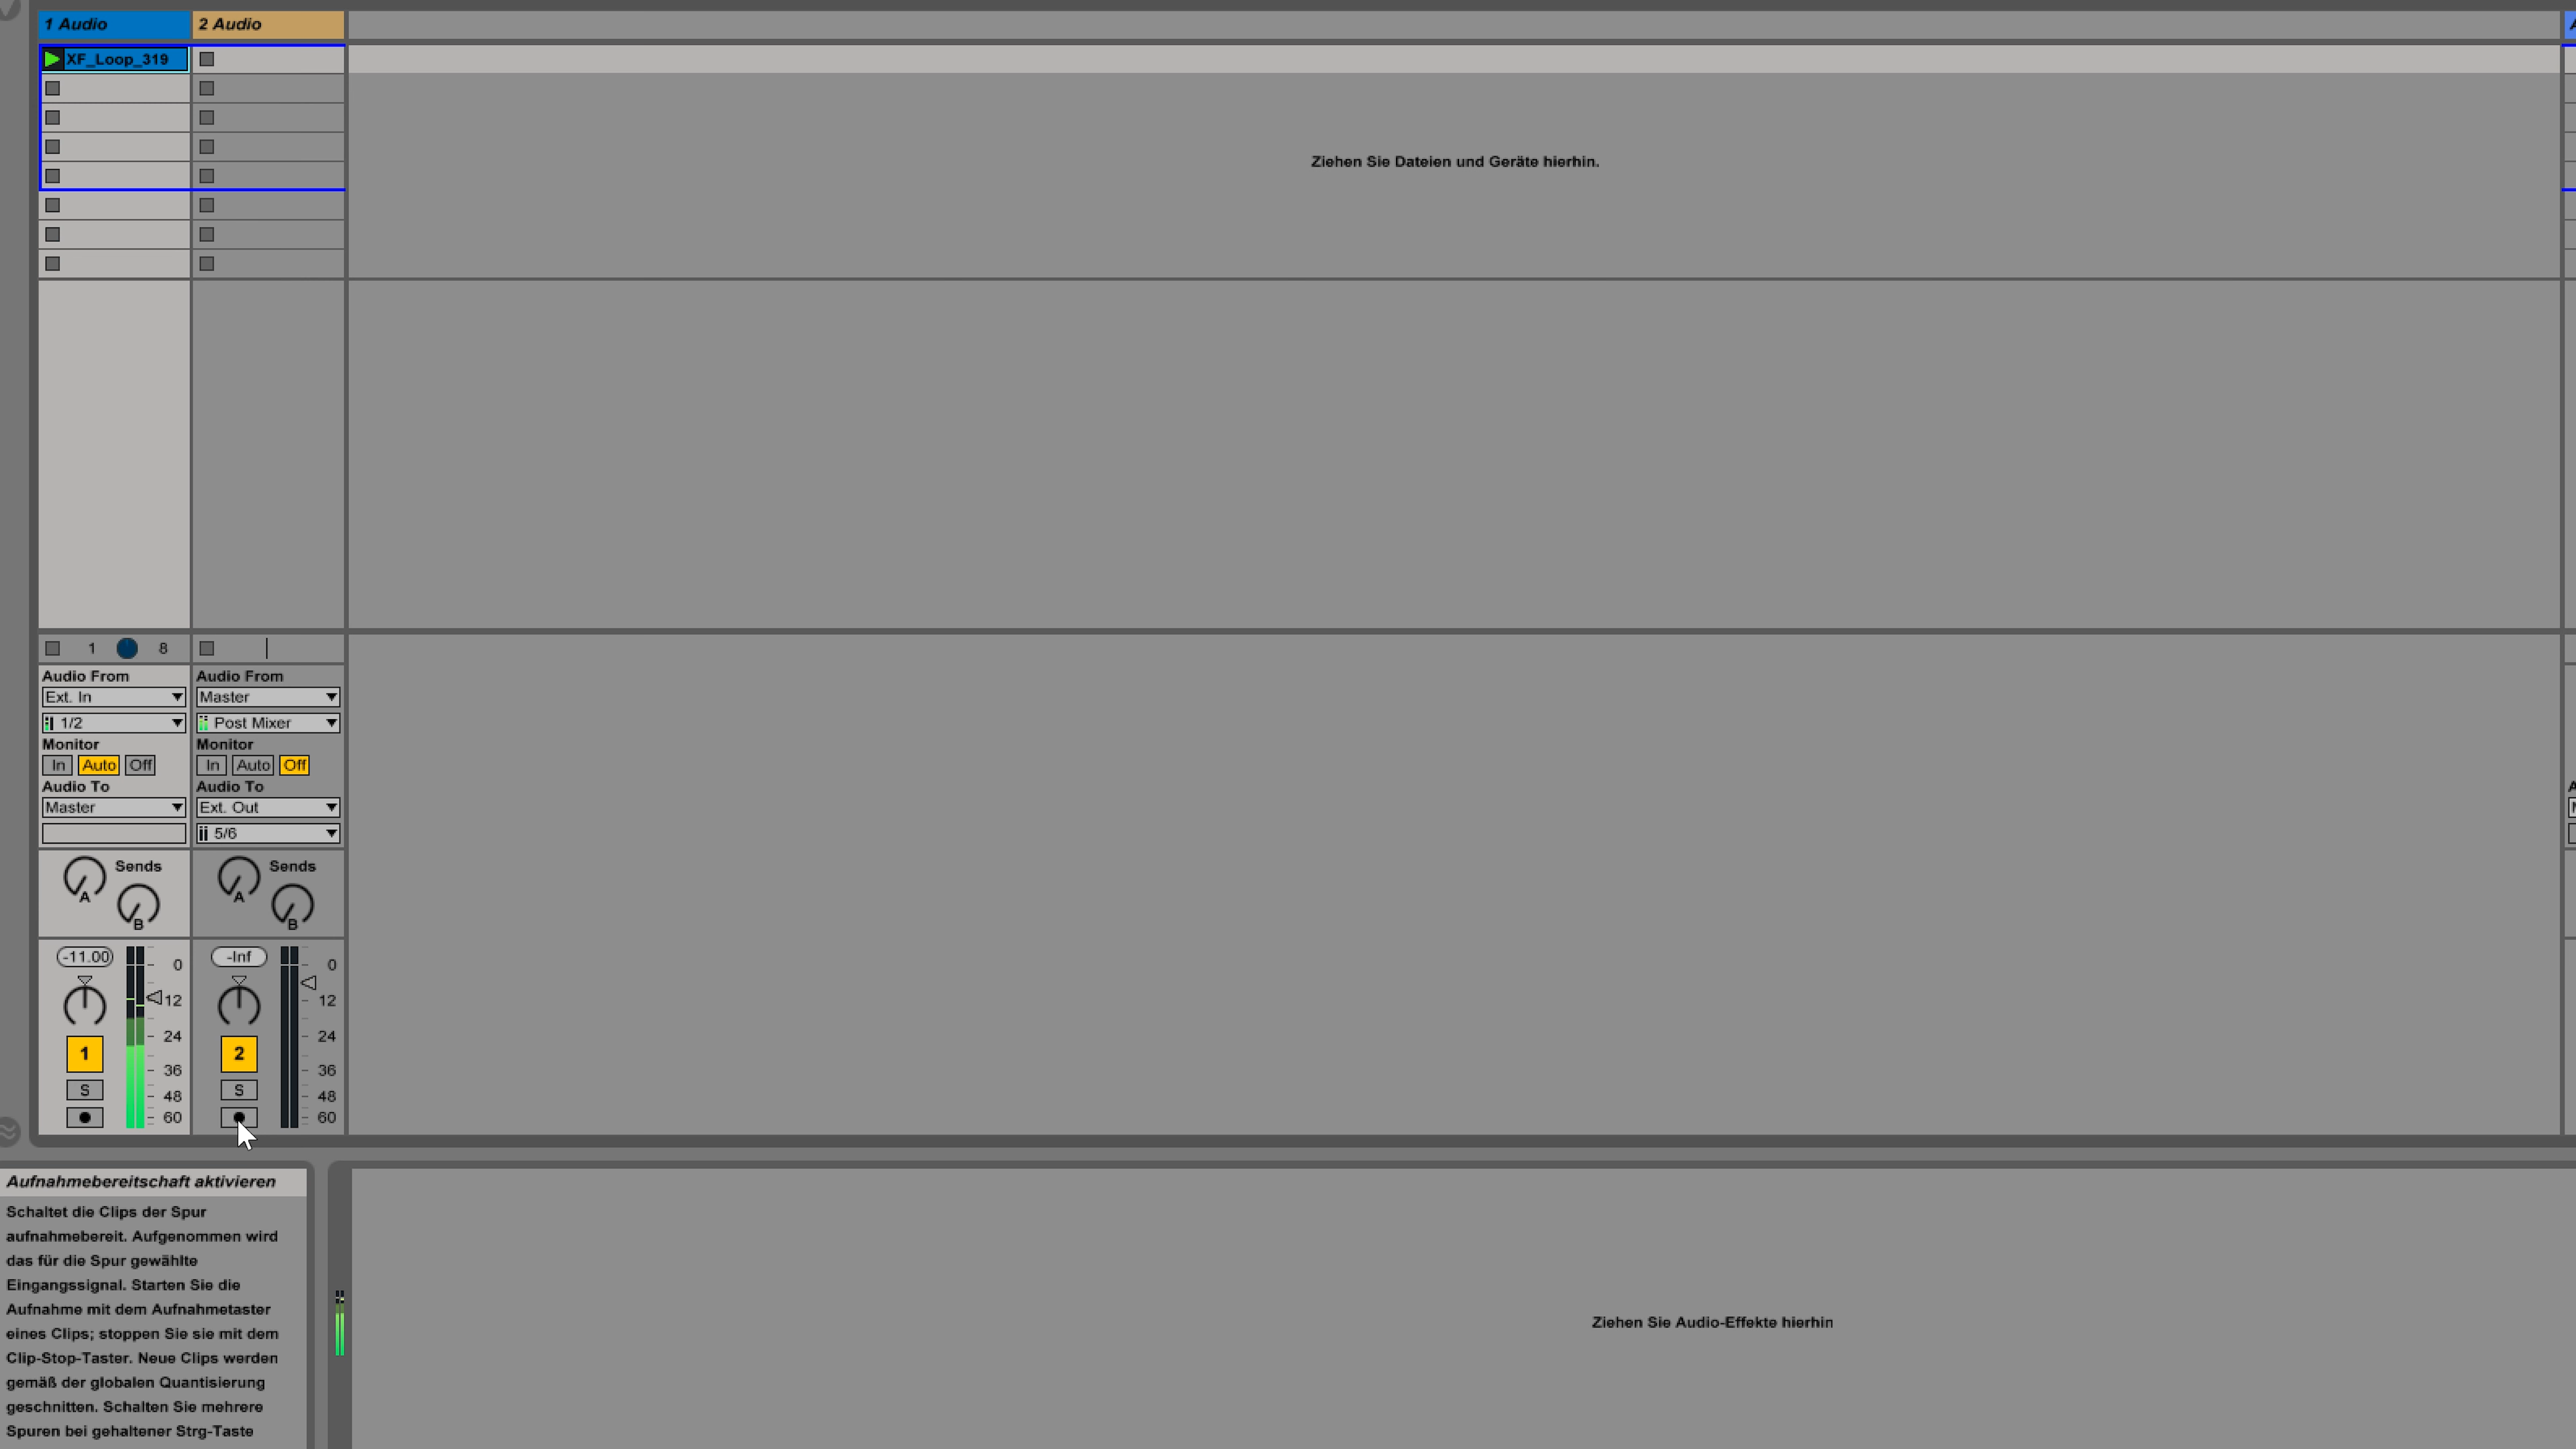 1 Audio
2 Audio
XF_Loop_319
Ziehen Sie Dateien und Geräte hierhin.
1 8
Audio From
Ext. In
1/2
Monitor
In Auto Off
Audio To
Master
Sends
A
B
-11.00
0
12
24
36
48
60
1
S
Audio From
Master
Post Mixer
Monitor
In Auto Off
Audio To
Ext. Out
5/6
Sends
A
B
-Inf
0
12
24
36
48
60
2
S
Aufnahmebereitschaft aktivieren
Schaltet die Clips der Spur
aufnahmebereit. Aufgenommen wird
das für die Spur gewählte
Eingangssignal. Starten Sie die
Aufnahme mit dem Aufnahmetaster
eines Clips; stoppen Sie sie mit dem
Clip-Stop-Taster. Neue Clips werden
gemäß der globalen Quantisierung
geschnitten. Schalten Sie mehrere
Spuren bei gehaltener Strg-Taste
Ziehen Sie Audio-Effekte hierhin